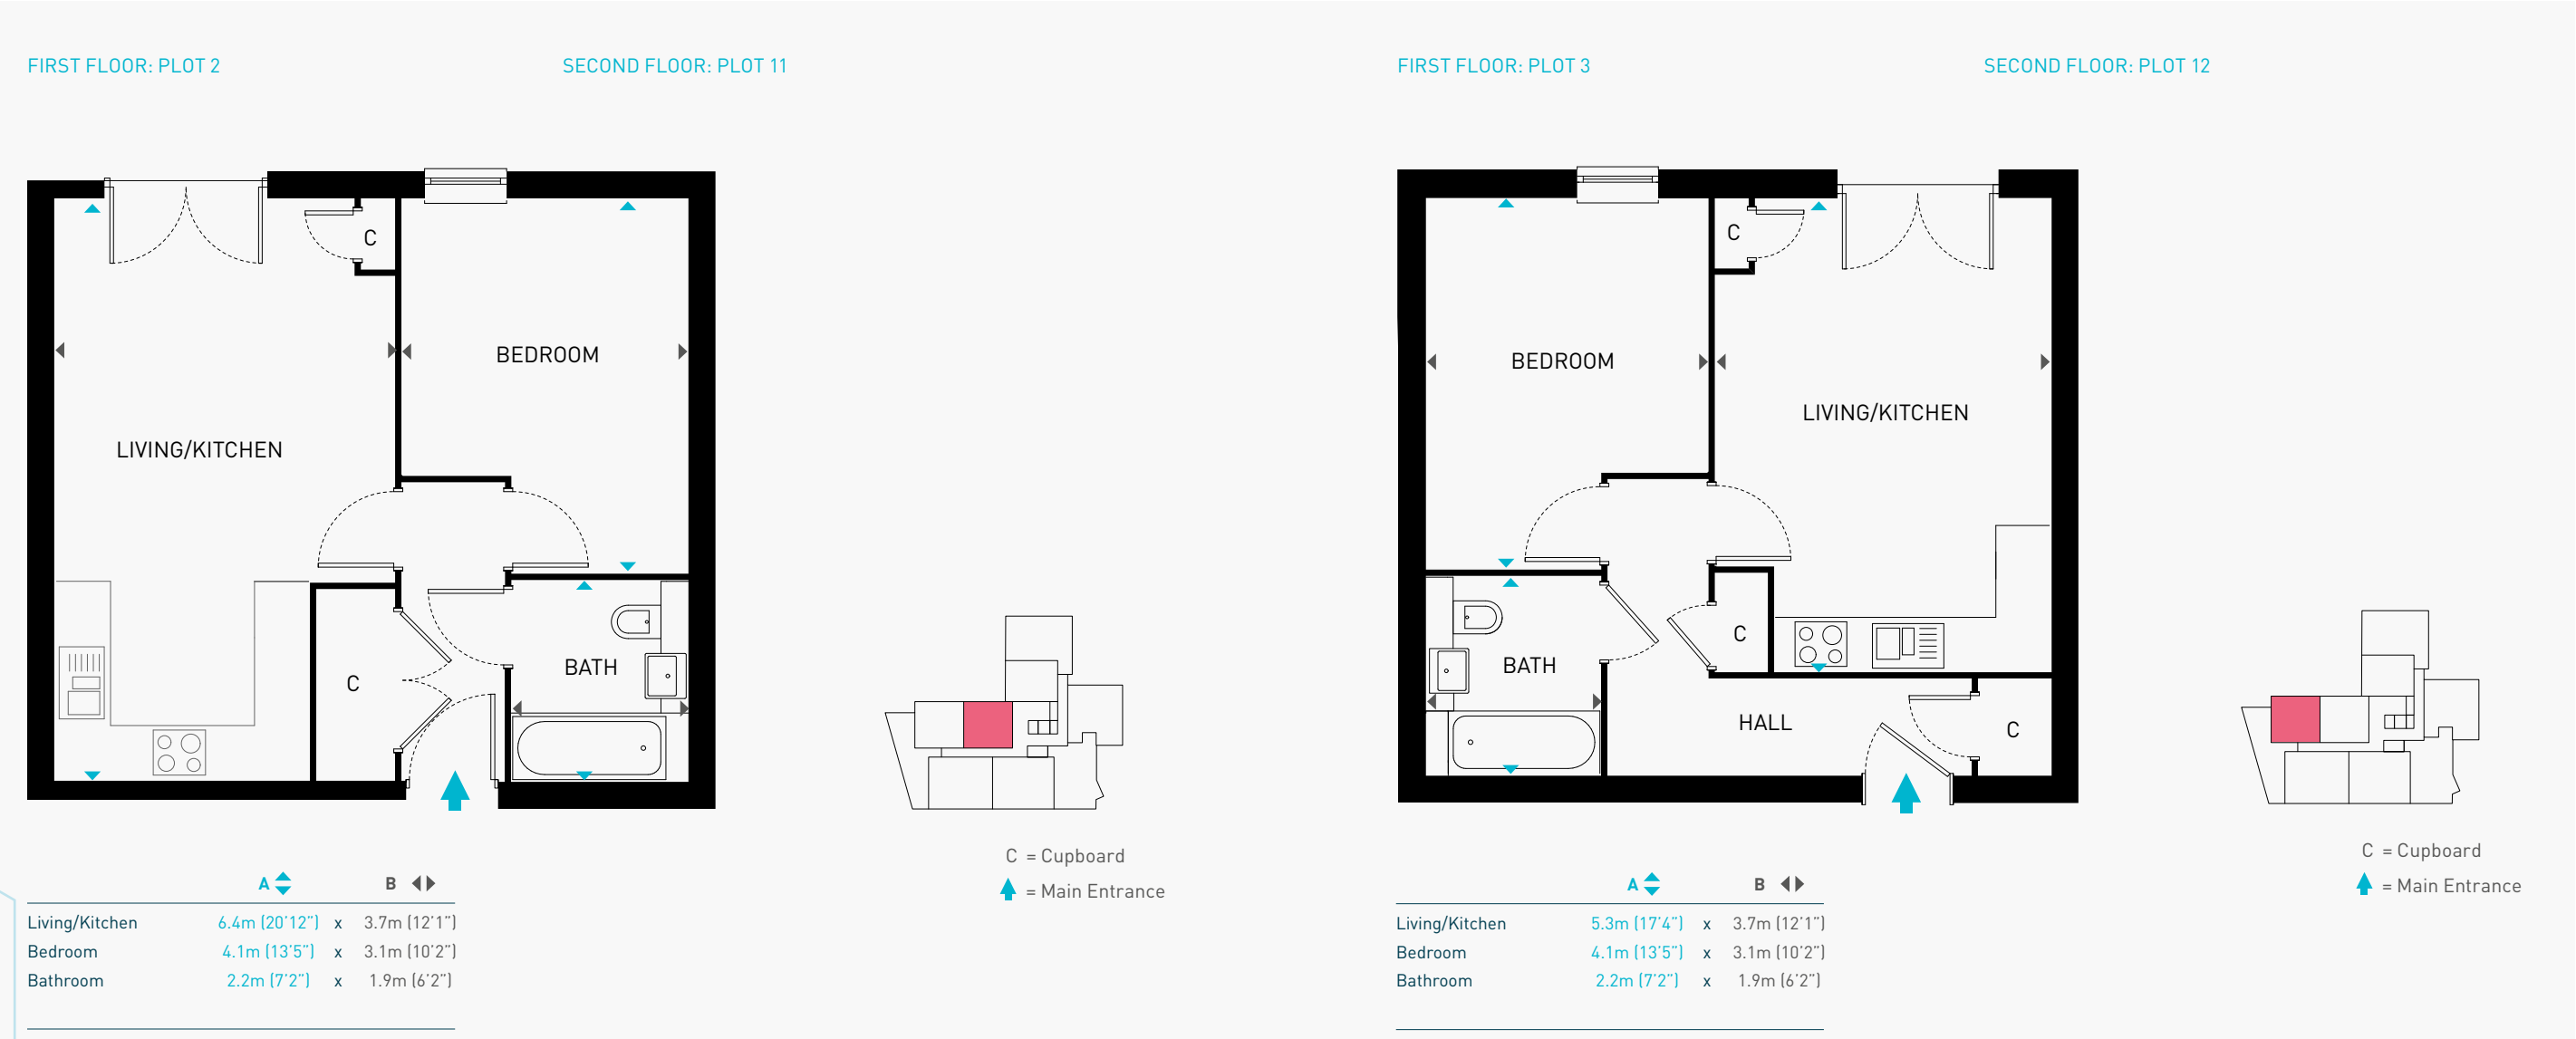 FIRST FLOOR: PLOT 2
SECOND FLOOR: PLOT 11
C
BEDROOM
LIVING/KITCHEN
BATH
C
C = Cupboard
= Main Entrance
A B
Living/Kitchen 6.4m (20'12") x 3.7m (12'1")
Bedroom 4.1m (13'5") x 3.1m (10'2")
Bathroom 2.2m (7'2") x 1.9m (6'2")
FIRST FLOOR: PLOT 3
SECOND FLOOR: PLOT 12
C
BEDROOM
LIVING/KITCHEN
C
BATH
HALL
C
C = Cupboard
= Main Entrance
A B
Living/Kitchen 5.3m (17'4") x 3.7m (12'1")
Bedroom 4.1m (13'5") x 3.1m (10'2")
Bathroom 2.2m (7'2") x 1.9m (6'2")